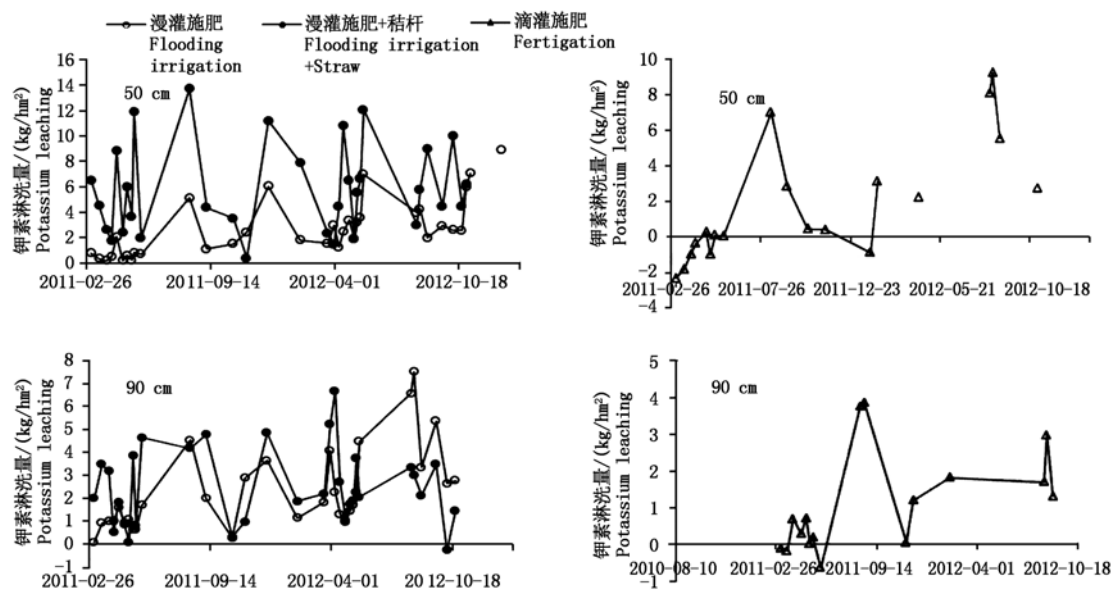 漫灌施肥 漫灌施肥+秸杆 滴灌施肥
Flooding Flooding irrigation Fertigation
irrigation +Straw
钾素淋洗量/(kg/hm²)
Potassium leaching
16
14
12
10
8
6
4
2
0
50 cm
2011-02-26 2011-09-14 2012-04-01 2012-10-18
钾素淋洗量/(kg/hm²)
Potassium leaching
10
8
6
4
2
0
-2
-4
50 cm
2011-02-26 2011-07-26 2011-12-23 2012-05-21 2012-10-18
钾素淋洗量/(kg/hm²)
Potassium leaching
8
7
6
5
4
3
2
1
0
-1
90 cm
2011-02-26 2011-09-14 2012-04-01 20 12-10-18
钾素淋洗量/(kg/hm²)
Potassium leaching
5
4
3
2
1
0
-1
90 cm
2010-08-10 2011-02-26 2011-09-14 2012-04-01 2012-10-18